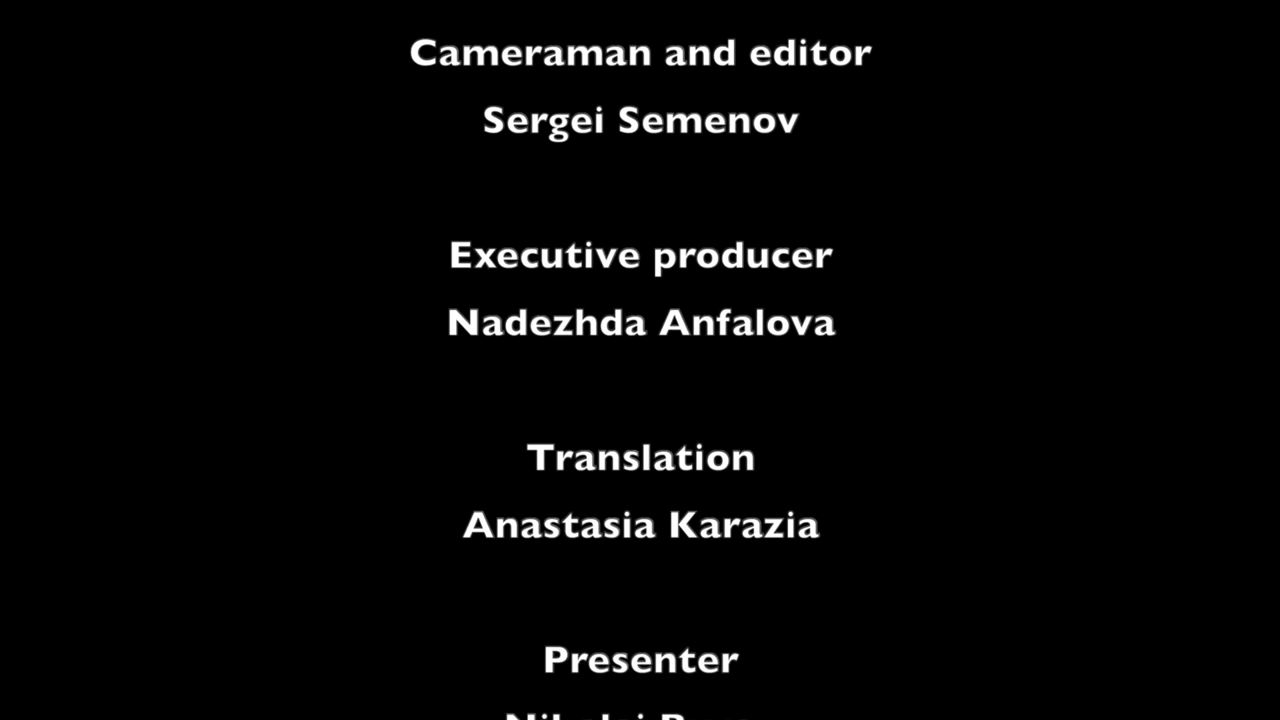 Cameraman and editor
Sergei Semenov
Executive producer
Nadezhda Anfalova
Translation
Anastasia Karazia
Presenter